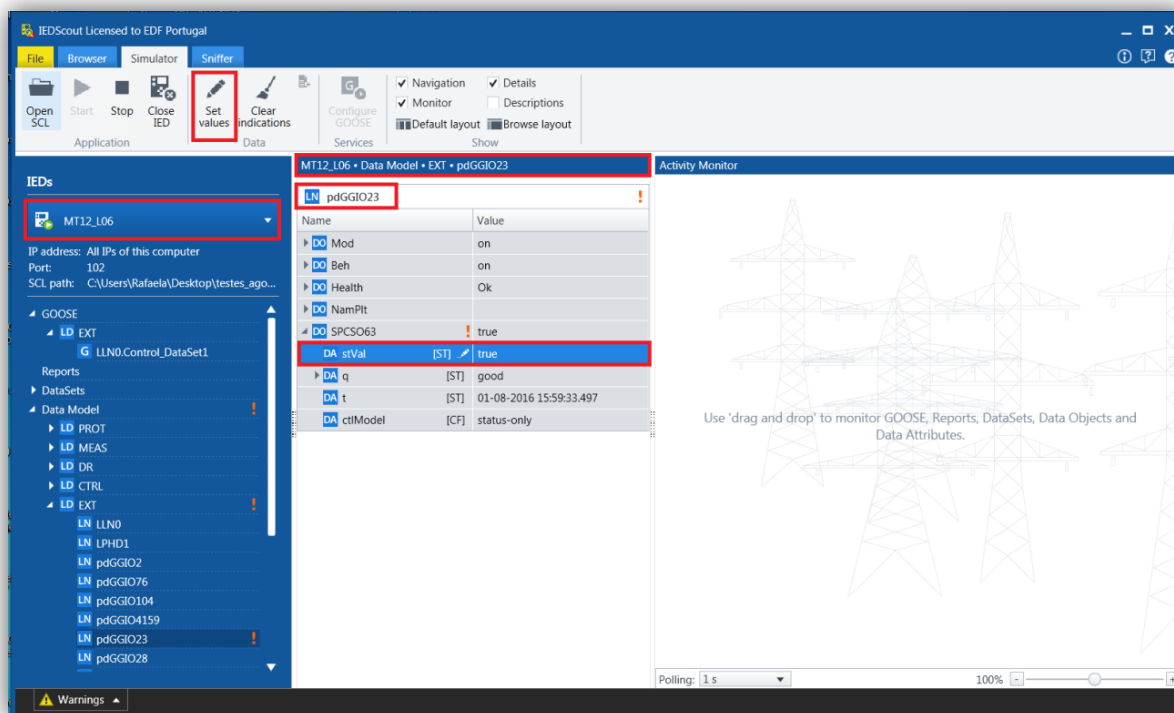 IEDScout Licensed to EDF Portugal
File Browser Simulator Sniffer
Open SCL
Start
Stop
Close IED
Application
Set values
Clear indications
Data
G
Configure GOOSE
Services
Navigation
Monitor
Default layout
Details
Descriptions
Browse layout
Show
IEDs
MT12_L06
IP address: All IPs of this computer
Port: 102
SCL path: C:\Users\Rafaela\Desktop\testes_ago...
GOOSE
LD EXT
G LLN0.Control_DataSet1
Reports
DataSets
Data Model !
LD PROT
LD MEAS
LD DR
LD CTRL
LD EXT !
LN LLN0
LN LPHD1
LN pdGGIO2
LN pdGGIO76
LN pdGGIO104
LN pdGGIO4159
LN pdGGIO23 !
LN pdGGIO28
MT12_L06 • Data Model • EXT • pdGGIO23
LN pdGGIO23 !
Name Value
DO Mod on
DO Beh on
DO Health Ok
DO NamPlt
DO SPCSO63 ! true
DA stVal [ST] true
DA q [ST] good
DA t [ST] 01-08-2016 15:59:33.497
DA ctlModel [CF] status-only
Activity Monitor
Use 'drag and drop' to monitor GOOSE, Reports, DataSets, Data Objects and
Data Attributes.
Polling: 1 s 100% - +
Warnings